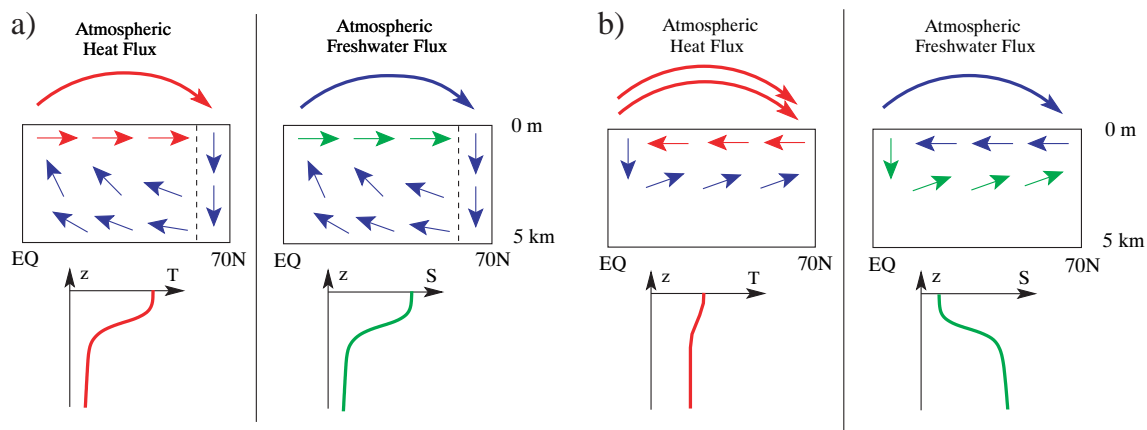 a)
Atmospheric
Heat Flux
EQ
70N
z
T
Atmospheric
Freshwater Flux
0 m
5 km
EQ
70N
z
S
b)
Atmospheric
Heat Flux
EQ
70N
z
T
Atmospheric
Freshwater Flux
0 m
5 km
EQ
70N
z
S